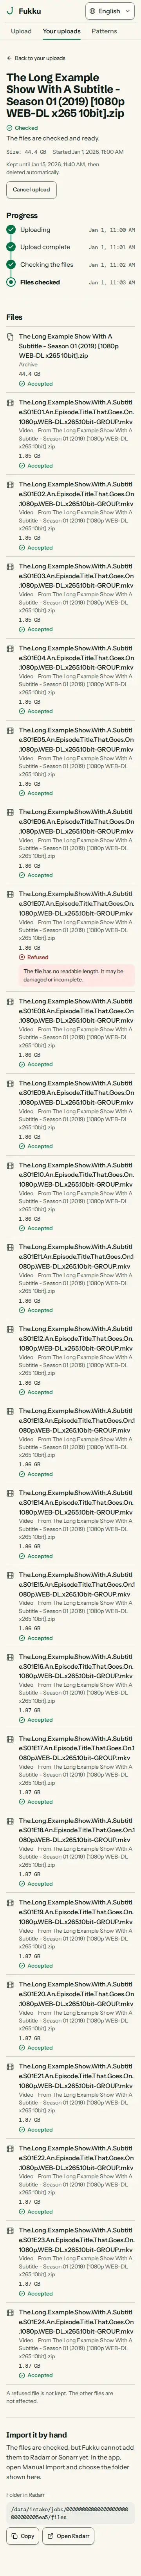 Fukku
English
Upload
Your uploads
Patterns
Back to your uploads
The Long Example
Show With A Subtitle -
Season 01 (2019) [1080p
WEB-DL x265 10bit].zip
Checked
The files are checked and ready.
Size: 44.4 GB Started Jan 1, 2026, 11:00 AM
Kept until Jan 15, 2026, 11:40 AM, then
deleted automatically.
Cancel upload
Progress
Uploading Jan 1, 11:00 AM
Upload complete Jan 1, 11:01 AM
Checking the files Jan 1, 11:02 AM
Files checked Jan 1, 11:03 AM
Files
The Long Example Show With A
Subtitle - Season 01 (2019) [1080p
WEB-DL x265 10bit].zip
Archive
44.4 GB
Accepted
The.Long.Example.Show.With.A.Subtitl
e.S01E01.An.Episode.Title.That.Goes.On.
1080p.WEB-DL.x265.10bit-GROUP.mkv
Video From The Long Example Show With A
Subtitle - Season 01 (2019) [1080p WEB-DL
x265 10bit].zip
1.85 GB
Accepted
The.Long.Example.Show.With.A.Subtitl
e.S01E02.An.Episode.Title.That.Goes.On
.1080p.WEB-DL.x265.10bit-GROUP.mkv
Video From The Long Example Show With A
Subtitle - Season 01 (2019) [1080p WEB-DL
x265 10bit].zip
1.85 GB
Accepted
The.Long.Example.Show.With.A.Subtitl
e.S01E03.An.Episode.Title.That.Goes.On
.1080p.WEB-DL.x265.10bit-GROUP.mkv
Video From The Long Example Show With A
Subtitle - Season 01 (2019) [1080p WEB-DL
x265 10bit].zip
1.85 GB
Accepted
The.Long.Example.Show.With.A.Subtitl
e.S01E04.An.Episode.Title.That.Goes.On
.1080p.WEB-DL.x265.10bit-GROUP.mkv
Video From The Long Example Show With A
Subtitle - Season 01 (2019) [1080p WEB-DL
x265 10bit].zip
1.85 GB
Accepted
The.Long.Example.Show.With.A.Subtitl
e.S01E05.An.Episode.Title.That.Goes.On
.1080p.WEB-DL.x265.10bit-GROUP.mkv
Video From The Long Example Show With A
Subtitle - Season 01 (2019) [1080p WEB-DL
x265 10bit].zip
1.85 GB
Accepted
The.Long.Example.Show.With.A.Subtitl
e.S01E06.An.Episode.Title.That.Goes.On
.1080p.WEB-DL.x265.10bit-GROUP.mkv
Video From The Long Example Show With A
Subtitle - Season 01 (2019) [1080p WEB-DL
x265 10bit].zip
1.86 GB
Accepted
The.Long.Example.Show.With.A.Subtitl
e.S01E07.An.Episode.Title.That.Goes.On.
1080p.WEB-DL.x265.10bit-GROUP.mkv
Video From The Long Example Show With A
Subtitle - Season 01 (2019) [1080p WEB-DL
x265 10bit].zip
1.86 GB
Refused
The file has no readable length. It may be
damaged or incomplete.
The.Long.Example.Show.With.A.Subtitl
e.S01E08.An.Episode.Title.That.Goes.On
.1080p.WEB-DL.x265.10bit-GROUP.mkv
Video From The Long Example Show With A
Subtitle - Season 01 (2019) [1080p WEB-DL
x265 10bit].zip
1.86 GB
Accepted
The.Long.Example.Show.With.A.Subtitl
e.S01E09.An.Episode.Title.That.Goes.On
.1080p.WEB-DL.x265.10bit-GROUP.mkv
Video From The Long Example Show With A
Subtitle - Season 01 (2019) [1080p WEB-DL
x265 10bit].zip
1.86 GB
Accepted
The.Long.Example.Show.With.A.Subtitl
e.S01E10.An.Episode.Title.That.Goes.On.
1080p.WEB-DL.x265.10bit-GROUP.mkv
Video From The Long Example Show With A
Subtitle - Season 01 (2019) [1080p WEB-DL
x265 10bit].zip
1.86 GB
Accepted
The.Long.Example.Show.With.A.Subtitl
e.S01E11.An.Episode.Title.That.Goes.On.1
080p.WEB-DL.x265.10bit-GROUP.mkv
Video From The Long Example Show With A
Subtitle - Season 01 (2019) [1080p WEB-DL
x265 10bit].zip
1.86 GB
Accepted
The.Long.Example.Show.With.A.Subtitl
e.S01E12.An.Episode.Title.That.Goes.On.
1080p.WEB-DL.x265.10bit-GROUP.mkv
Video From The Long Example Show With A
Subtitle - Season 01 (2019) [1080p WEB-DL
x265 10bit].zip
1.86 GB
Accepted
The.Long.Example.Show.With.A.Subtitl
e.S01E13.An.Episode.Title.That.Goes.On.1
080p.WEB-DL.x265.10bit-GROUP.mkv
Video From The Long Example Show With A
Subtitle - Season 01 (2019) [1080p WEB-DL
x265 10bit].zip
1.86 GB
Accepted
The.Long.Example.Show.With.A.Subtitl
e.S01E14.An.Episode.Title.That.Goes.On.
1080p.WEB-DL.x265.10bit-GROUP.mkv
Video From The Long Example Show With A
Subtitle - Season 01 (2019) [1080p WEB-DL
x265 10bit].zip
1.86 GB
Accepted
The.Long.Example.Show.With.A.Subtitl
e.S01E15.An.Episode.Title.That.Goes.On.1
080p.WEB-DL.x265.10bit-GROUP.mkv
Video From The Long Example Show With A
Subtitle - Season 01 (2019) [1080p WEB-DL
x265 10bit].zip
1.86 GB
Accepted
The.Long.Example.Show.With.A.Subtitl
e.S01E16.An.Episode.Title.That.Goes.On.
1080p.WEB-DL.x265.10bit-GROUP.mkv
Video From The Long Example Show With A
Subtitle - Season 01 (2019) [1080p WEB-DL
x265 10bit].zip
1.87 GB
Accepted
The.Long.Example.Show.With.A.Subtitl
e.S01E17.An.Episode.Title.That.Goes.On.1
080p.WEB-DL.x265.10bit-GROUP.mkv
Video From The Long Example Show With A
Subtitle - Season 01 (2019) [1080p WEB-DL
x265 10bit].zip
1.87 GB
Accepted
The.Long.Example.Show.With.A.Subtitl
e.S01E18.An.Episode.Title.That.Goes.On.1
080p.WEB-DL.x265.10bit-GROUP.mkv
Video From The Long Example Show With A
Subtitle - Season 01 (2019) [1080p WEB-DL
x265 10bit].zip
1.87 GB
Accepted
The.Long.Example.Show.With.A.Subtitl
e.S01E19.An.Episode.Title.That.Goes.On.
1080p.WEB-DL.x265.10bit-GROUP.mkv
Video From The Long Example Show With A
Subtitle - Season 01 (2019) [1080p WEB-DL
x265 10bit].zip
1.87 GB
Accepted
The.Long.Example.Show.With.A.Subtitl
e.S01E20.An.Episode.Title.That.Goes.On
.1080p.WEB-DL.x265.10bit-GROUP.mkv
Video From The Long Example Show With A
Subtitle - Season 01 (2019) [1080p WEB-DL
x265 10bit].zip
1.87 GB
Accepted
The.Long.Example.Show.With.A.Subtitl
e.S01E21.An.Episode.Title.That.Goes.On.
1080p.WEB-DL.x265.10bit-GROUP.mkv
Video From The Long Example Show With A
Subtitle - Season 01 (2019) [1080p WEB-DL
x265 10bit].zip
1.87 GB
Accepted
The.Long.Example.Show.With.A.Subtitl
e.S01E22.An.Episode.Title.That.Goes.On
.1080p.WEB-DL.x265.10bit-GROUP.mkv
Video From The Long Example Show With A
Subtitle - Season 01 (2019) [1080p WEB-DL
x265 10bit].zip
1.87 GB
Accepted
The.Long.Example.Show.With.A.Subtitl
e.S01E23.An.Episode.Title.That.Goes.On.
1080p.WEB-DL.x265.10bit-GROUP.mkv
Video From The Long Example Show With A
Subtitle - Season 01 (2019) [1080p WEB-DL
x265 10bit].zip
1.87 GB
Accepted
The.Long.Example.Show.With.A.Subtitl
e.S01E24.An.Episode.Title.That.Goes.On
.1080p.WEB-DL.x265.10bit-GROUP.mkv
Video From The Long Example Show With A
Subtitle - Season 01 (2019) [1080p WEB-DL
x265 10bit].zip
1.87 GB
Accepted
A refused file is not kept. The other files are
not affected.
Import it by hand
The files are checked, but Fukku cannot add
them to Radarr or Sonarr yet. In the app,
open Manual Import and choose the folder
shown here.
Folder in Radarr
Copy
Open Radarr